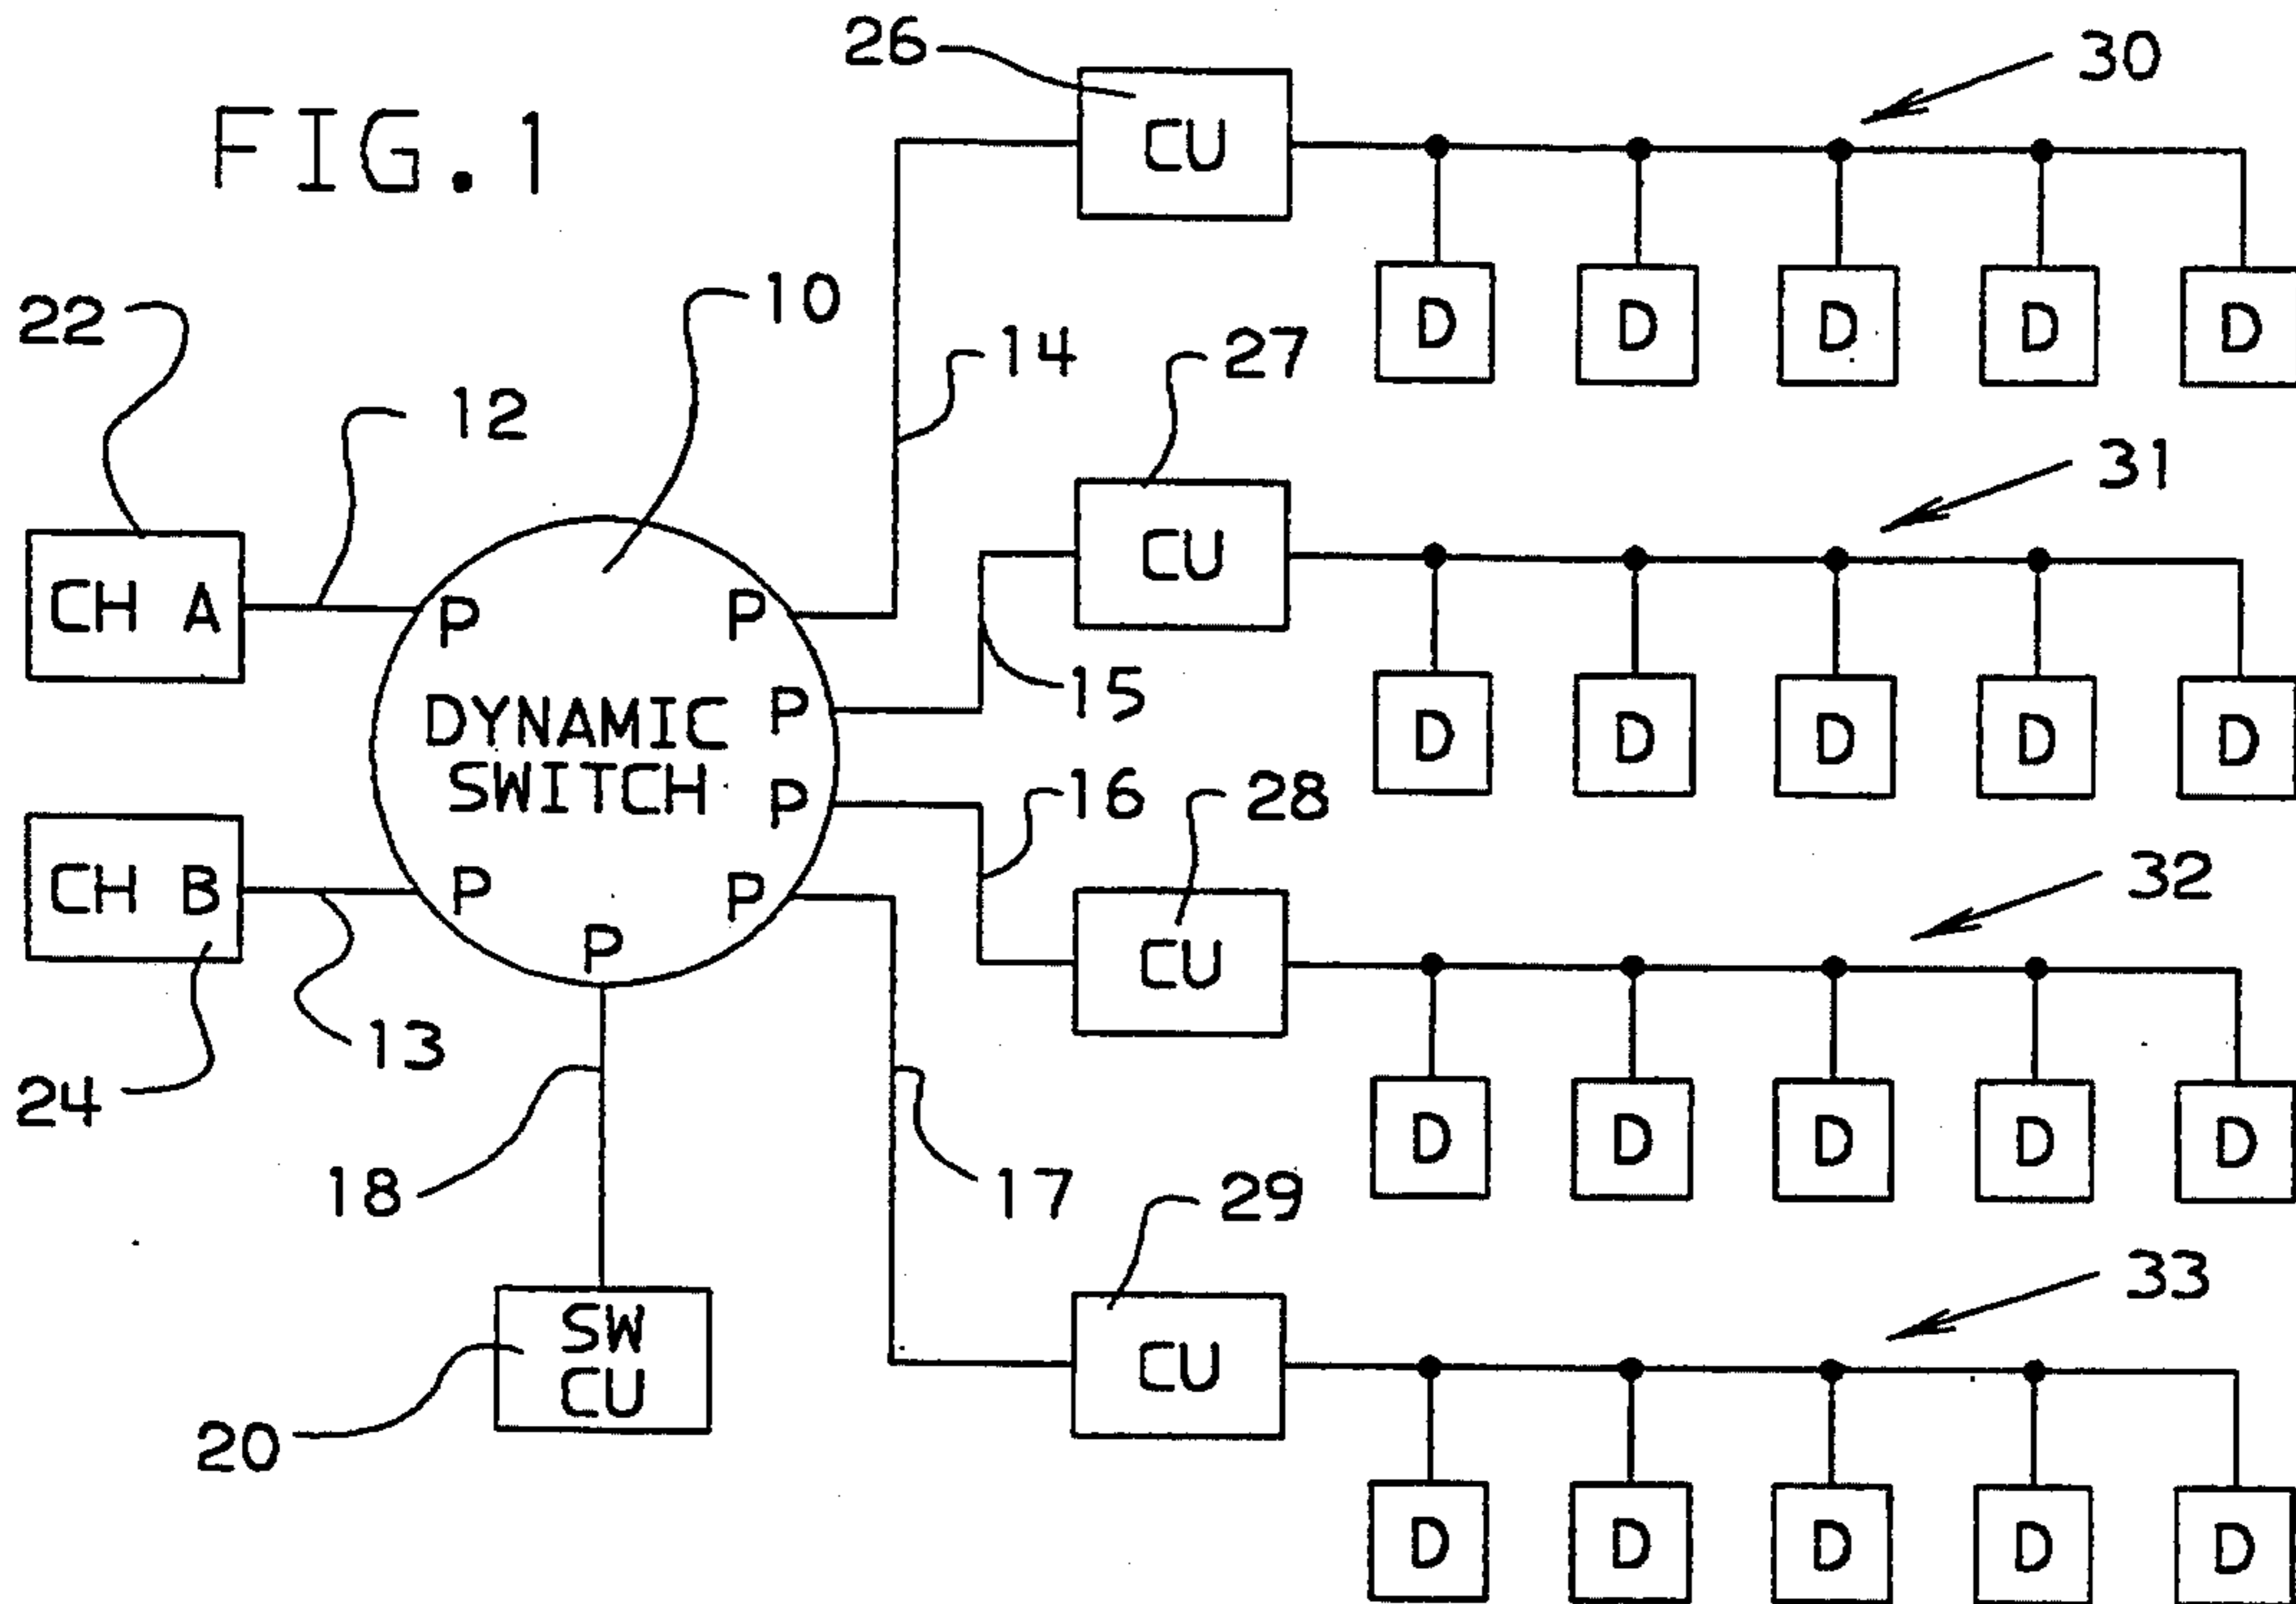 FIG.1
26
CU
30
D D D D D
10
22
12
14
27
CU
31
D D D D D
CH A
P
P
15
DYNAMIC
SWITCH
P
P
16
28
CU
32
D D D D D
CH B
P
P
P
13
24
18
17
29
CU
33
D D D D D
SW
CU
20